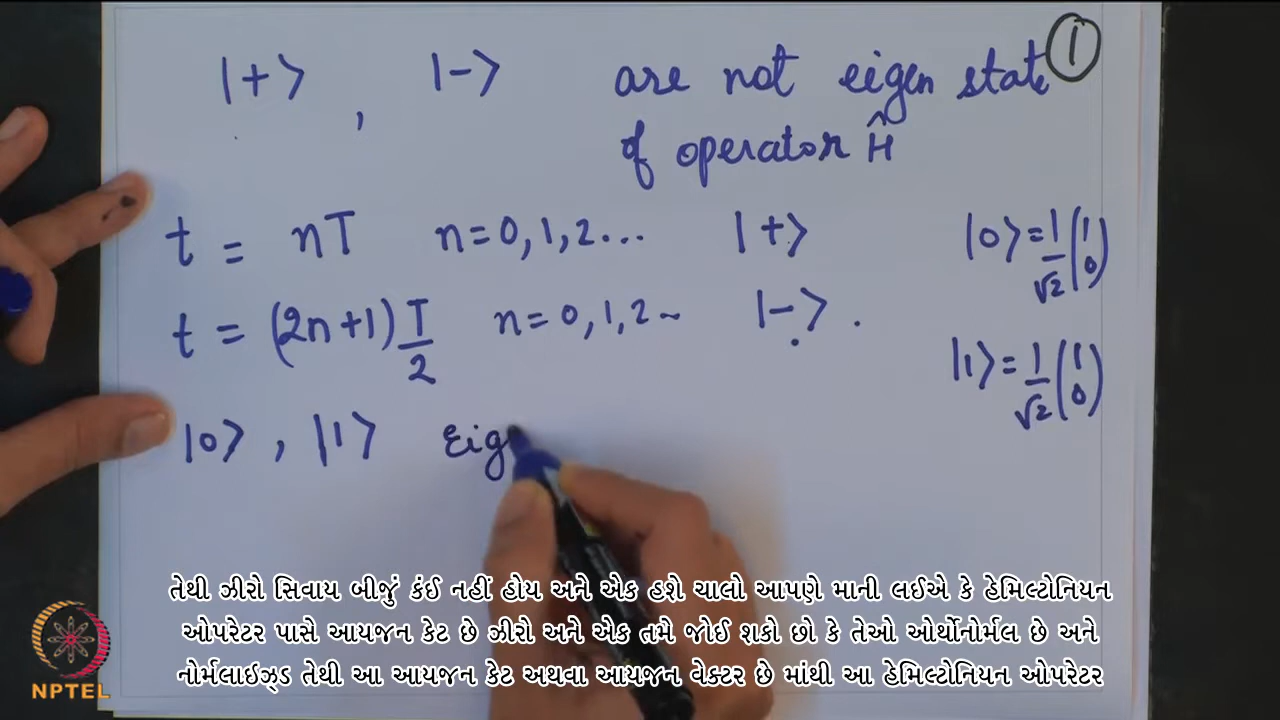 |+> , |-> are not eigen state ①
of operator Ĥ
t = nT n=0,1,2... |+> |0> = 1/√2 (1 0)
t = (2n+1) T/2 n=0,1,2~ |-> .
|1> = 1/√2 (1 0)
|0> , |1> Eig
તેથી ઝીરો સિવાય બીજું કંઈ નહીં હોય અને એક હશે ચાલો આપણે માની લઈએ કે હેમિલ્ટોનિયન
ઓપરેટર પાસે આયજન કેટ છે ઝીરો અને એક તમે જોઈ શકો છો કે તેઓ ઓર્થોનોર્મલ છે અને
નોર્મલાઇઝ્ડ તેથી આ આયજન કેટ અથવા આયજન વેક્ટર છે માંથી આ હેમિલ્ટોનિયન ઓપરેટર
NPTEL